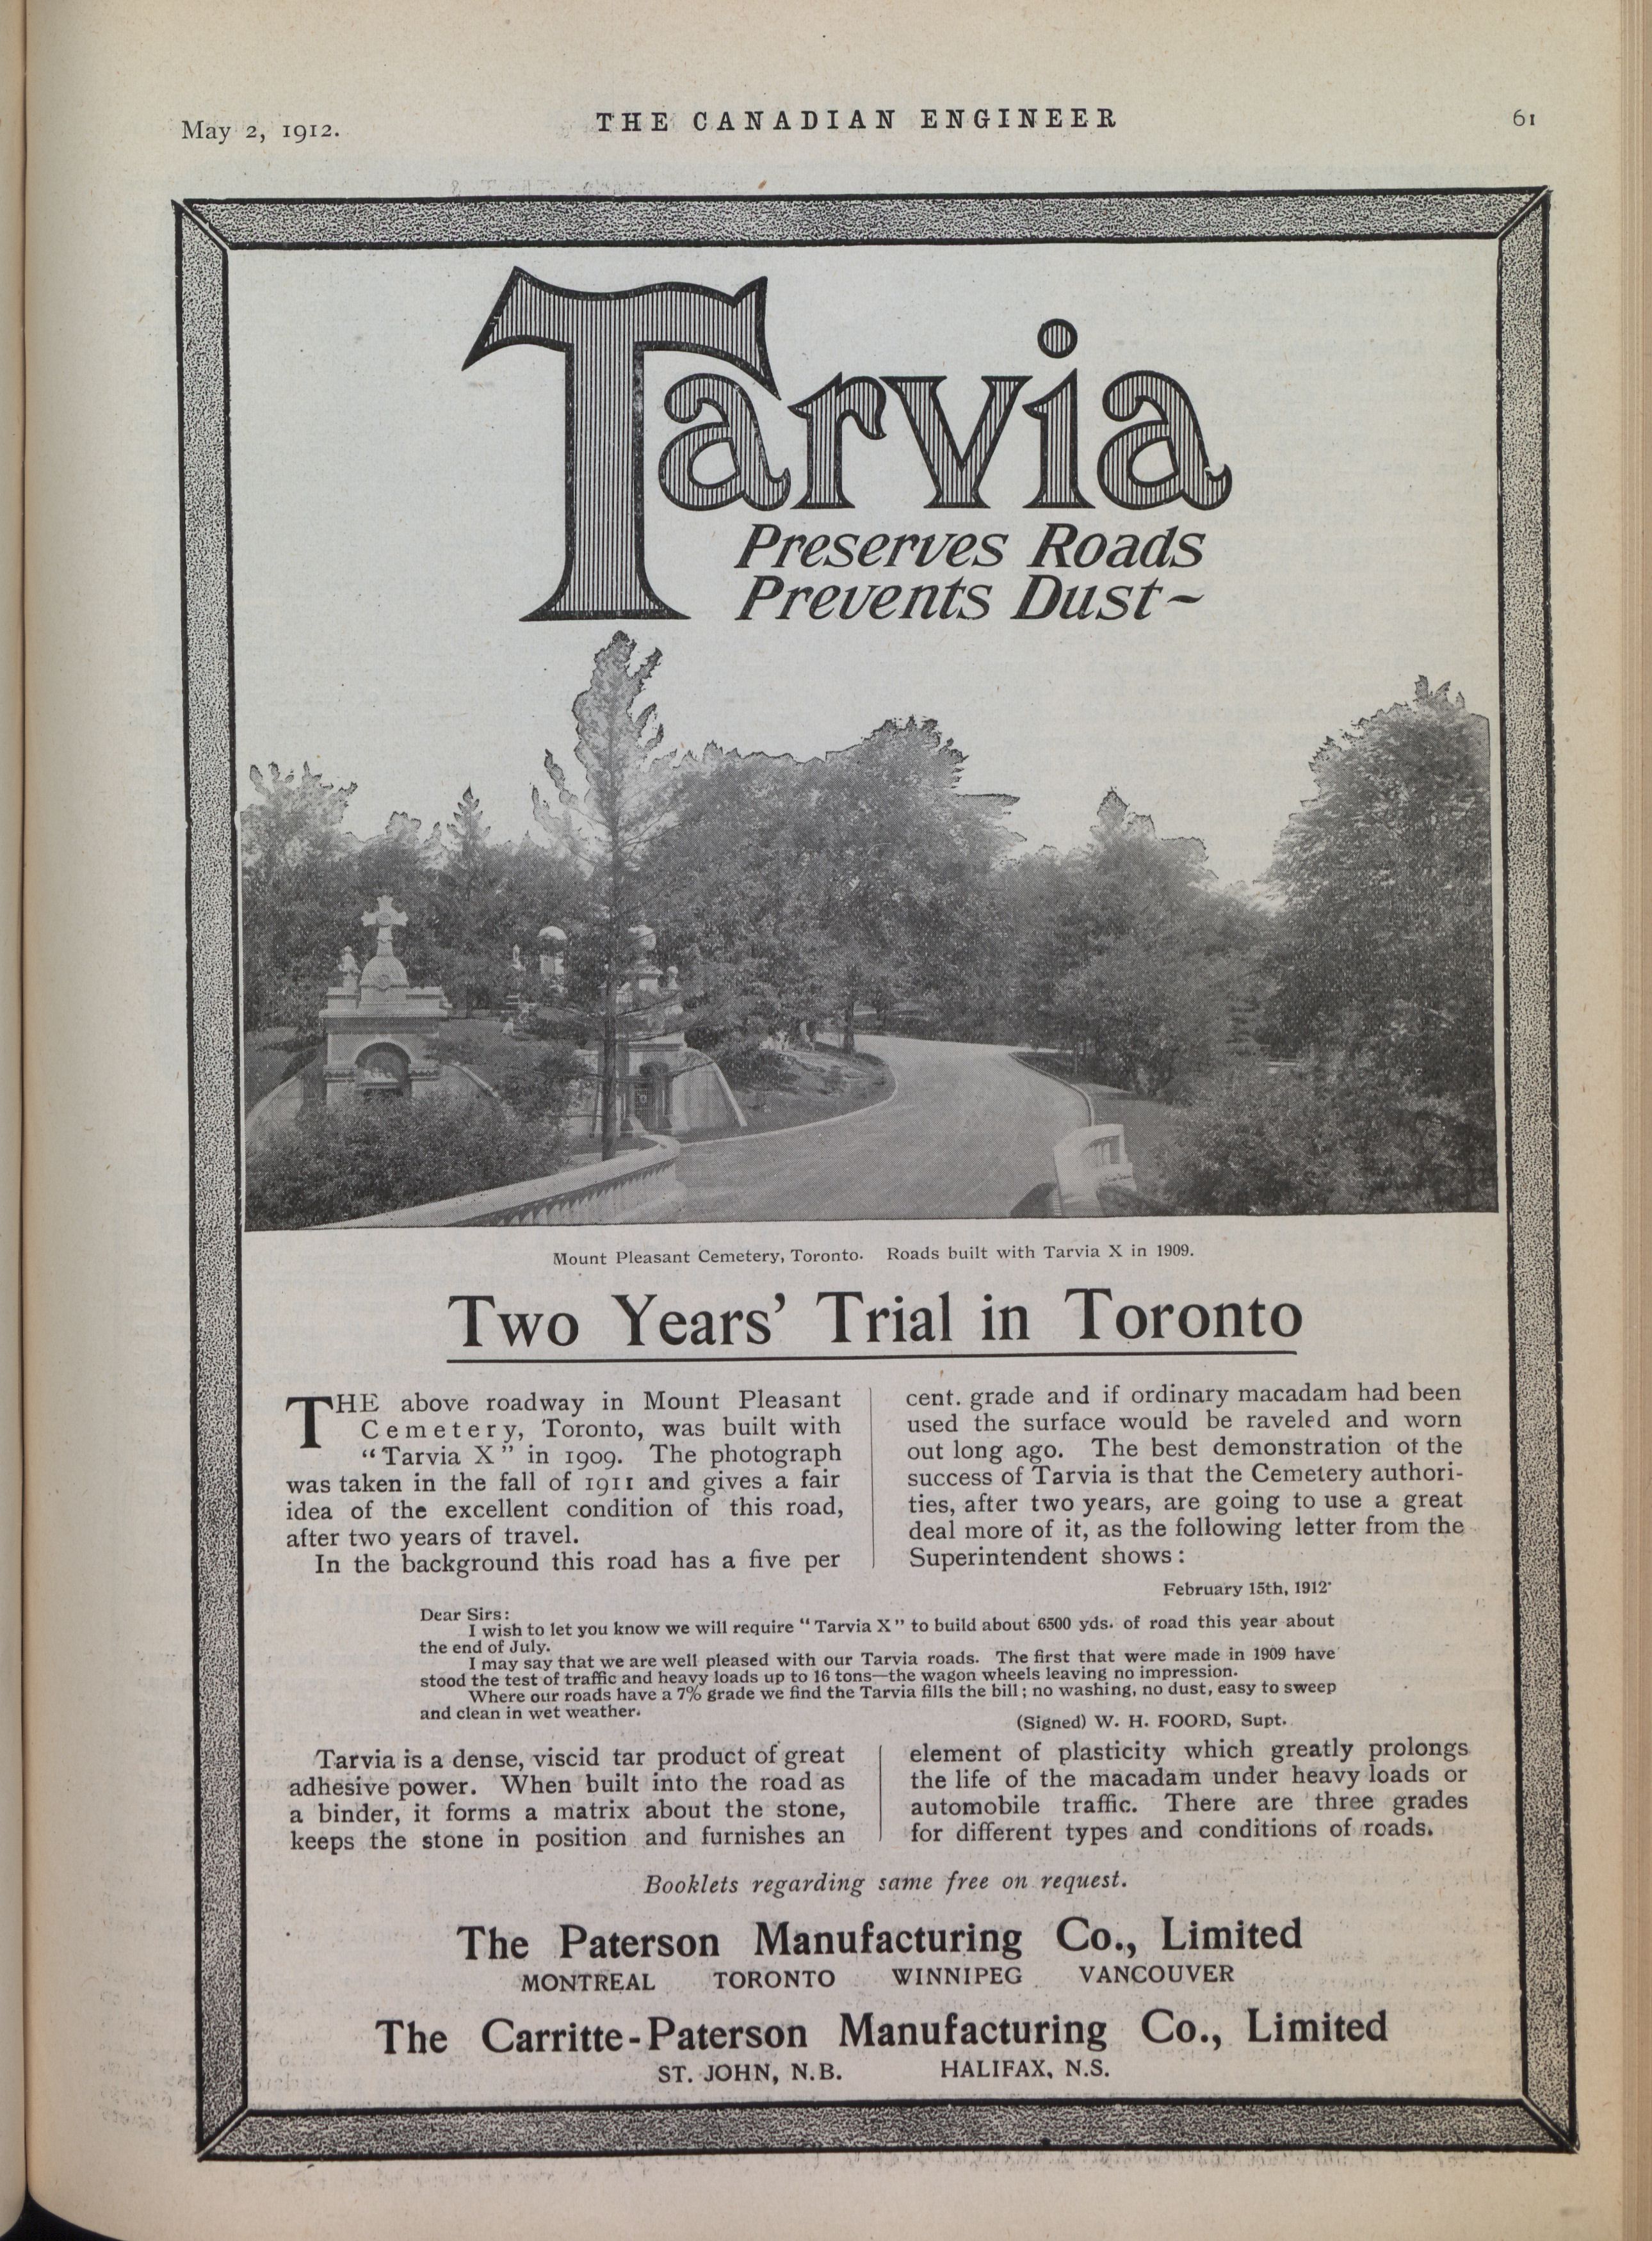 May 2, 1912.
THE CANADIAN ENGINEER
61
Tarvia
Preserves Roads
Prevents Dust~
Mount Pleasant Cemetery, Toronto. Roads built with Tarvia X in 1909.
Two Years' Trial in Toronto
THE above roadway in Mount Pleasant
Cemetery, Toronto, was built with
"Tarvia X" in 1909. The photograph
was taken in the fall of 1911 and gives a fair
idea of the excellent condition of this road,
after two years of travel.
In the background this road has a five per
cent. grade and if ordinary macadam had been
used the surface would be raveled and worn
out long ago. The best demonstration of the
success of Tarvia is that the Cemetery authori-
ties, after two years, are going to use a great
deal more of it, as the following letter from the
Superintendent shows:
February 15th, 1912
Dear Sirs:
I wish to let you know we will require "Tarvia X" to build about 6500 yds. of road this year about
the end of July.
I may say that we are well pleased with our Tarvia roads. The first that were made in 1909 have
stood the test of traffic and heavy loads up to 16 tons—the wagon wheels leaving no impression.
Where our roads have a 7% grade we find the Tarvia fills the bill; no washing, no dust, easy to sweep
and clean in wet weather.
(Signed) W. H. FOORD, Supt.
Tarvia is a dense, viscid tar product of great
adhesive power. When built into the road as
a binder, it forms a matrix about the stone,
keeps the stone in position and furnishes an
element of plasticity which greatly prolongs
the life of the macadam under heavy loads or
automobile traffic. There are three grades
for different types and conditions of roads.
Booklets regarding same free on request.
The Paterson Manufacturing Co., Limited
MONTREAL TORONTO WINNIPEG VANCOUVER
The Carritte-Paterson Manufacturing Co., Limited
ST. JOHN, N.B. HALIFAX, N.S.